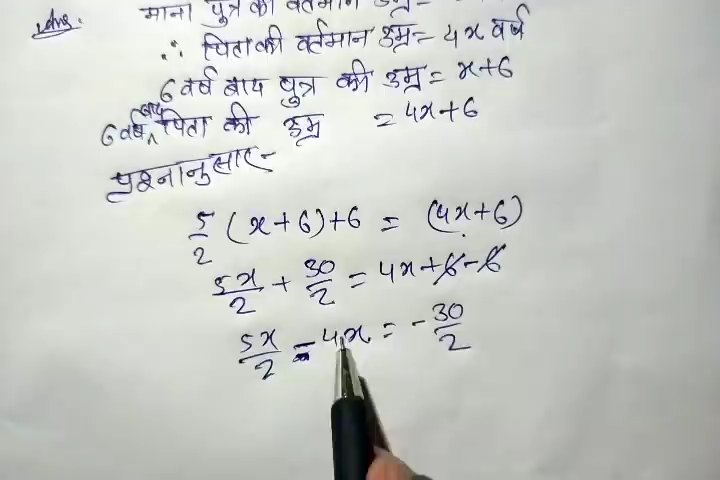 Ans.
माना पुत्र की वर्तमान उम्र =
∴ पिता की वर्तमान उम्र = 4x वर्ष
6 वर्ष बाद पुत्र की उम्र = x+6
6 वर्ष बाद पिता की उम्र = 4x+6
प्रश्नानुसार -
5/2 (x+6)+6 = (4x+6)
5x/2 + 30/2 = 4x+6-6
5x/2 - 4x = -30/2